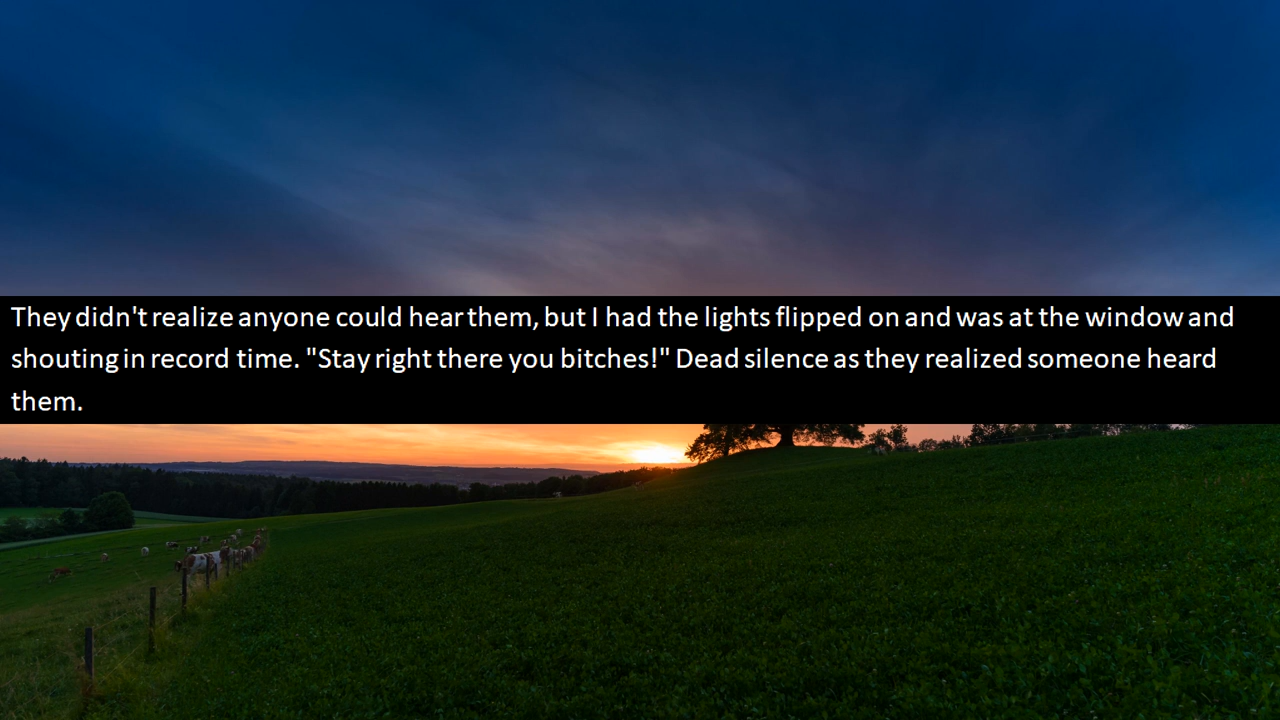 They didn't realize anyone could hear them, but I had the lights flipped on and was at the window and
shouting in record time. "Stay right there you bitches!" Dead silence as they realized someone heard
them.